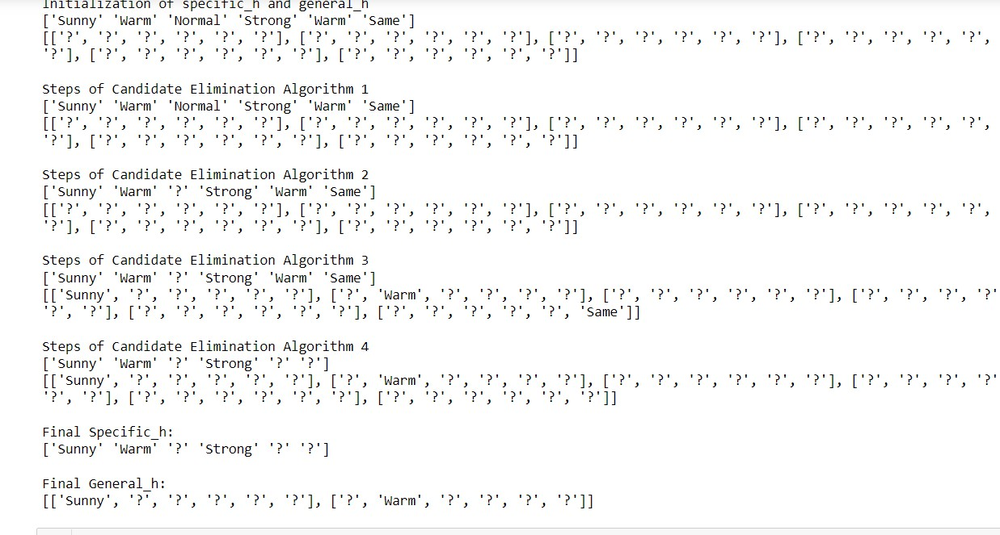 Initialization of specific_h and general_h
['Sunny' 'Warm' 'Normal' 'Strong' 'Warm' 'Same']
[['?', '?', '?', '?', '?', '?'], ['?', '?', '?', '?', '?', '?'], ['?', '?', '?', '?', '?', '?'], ['?', '?', '?', '?', '?',
'?'], ['?', '?', '?', '?', '?', '?'], ['?', '?', '?', '?', '?', '?']]
Steps of Candidate Elimination Algorithm 1
['Sunny' 'Warm' 'Normal' 'Strong' 'Warm' 'Same']
[['?', '?', '?', '?', '?', '?'], ['?', '?', '?', '?', '?', '?'], ['?', '?', '?', '?', '?', '?'], ['?', '?', '?', '?', '?',
'?'], ['?', '?', '?', '?', '?', '?'], ['?', '?', '?', '?', '?', '?']]
Steps of Candidate Elimination Algorithm 2
['Sunny' 'Warm' '?' 'Strong' 'Warm' 'Same']
[['?', '?', '?', '?', '?', '?'], ['?', '?', '?', '?', '?', '?'], ['?', '?', '?', '?', '?', '?'], ['?', '?', '?', '?', '?',
'?'], ['?', '?', '?', '?', '?', '?'], ['?', '?', '?', '?', '?', '?']]
Steps of Candidate Elimination Algorithm 3
['Sunny' 'Warm' '?' 'Strong' 'Warm' 'Same']
[['Sunny', '?', '?', '?', '?', '?'], ['?', 'Warm', '?', '?', '?', '?'], ['?', '?', '?', '?', '?', '?'], ['?', '?', '?', '?'
'?', '?'], ['?', '?', '?', '?', '?', '?'], ['?', '?', '?', '?', '?', 'Same']]
Steps of Candidate Elimination Algorithm 4
['Sunny' 'Warm' '?' 'Strong' '?' '?']
[['Sunny', '?', '?', '?', '?', '?'], ['?', 'Warm', '?', '?', '?', '?'], ['?', '?', '?', '?', '?', '?'], ['?', '?', '?', '?'
'?', '?'], ['?', '?', '?', '?', '?', '?'], ['?', '?', '?', '?', '?', '?']]
Final Specific_h:
['Sunny' 'Warm' '?' 'Strong' '?' '?']
Final General_h:
[['Sunny', '?', '?', '?', '?', '?'], ['?', 'Warm', '?', '?', '?', '?']]